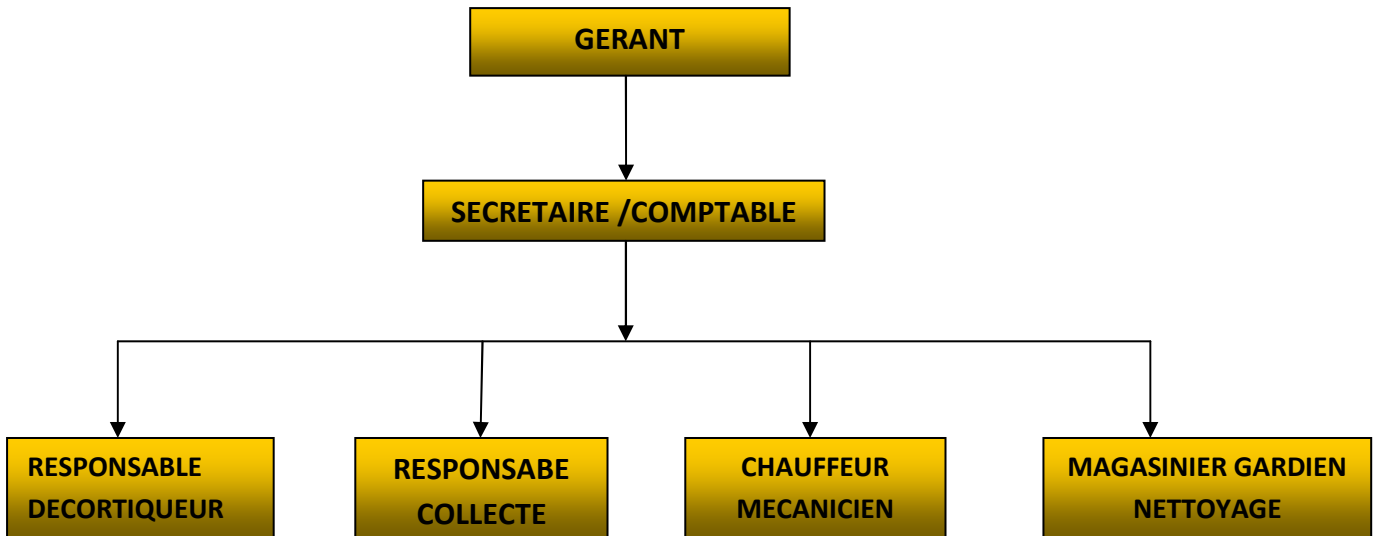 GERANT
SECRETAIRE /COMPTABLE
RESPONSABLE
DECORTIQUEUR
RESPONSABE
COLLECTE
CHAUFFEUR
MECANICIEN
MAGASINIER GARDIEN
NETTOYAGE